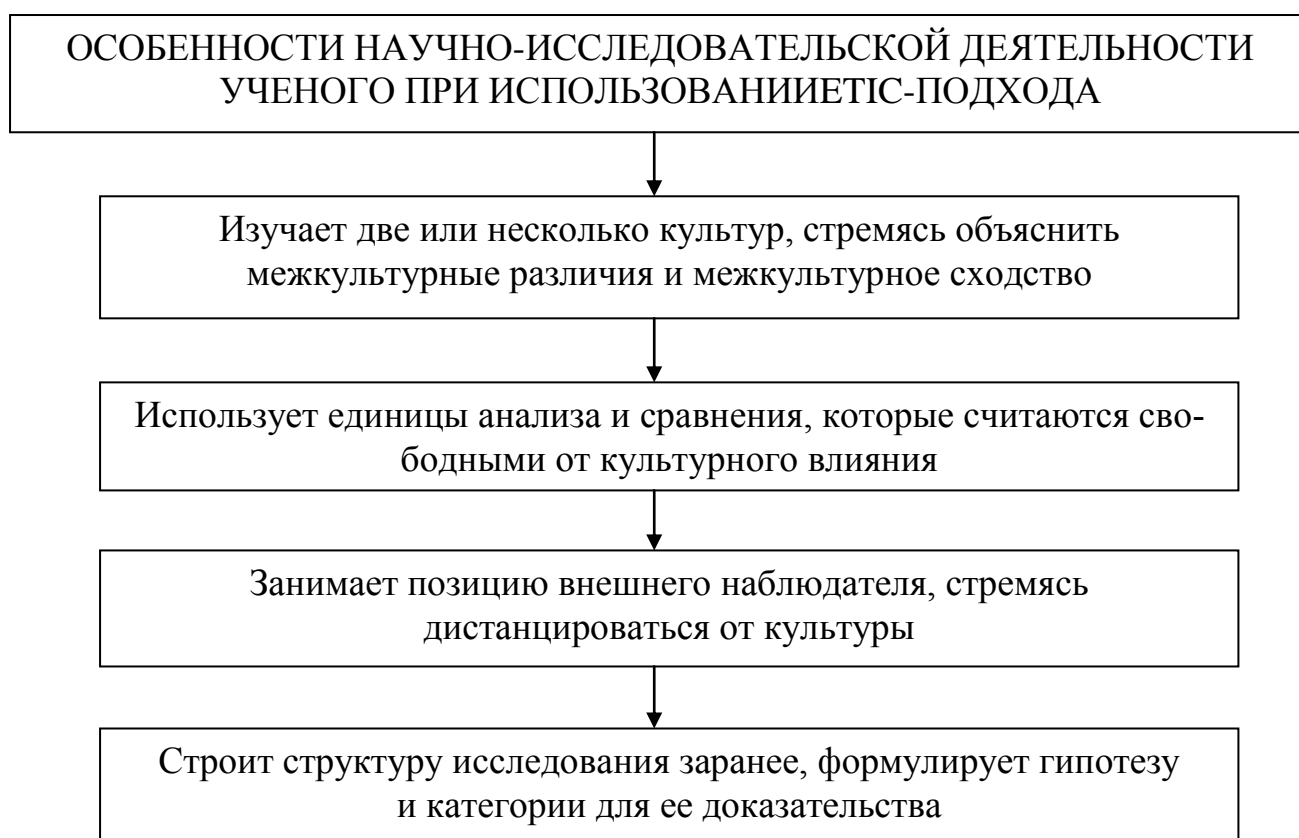 ОСОБЕННОСТИ НАУЧНО-ИССЛЕДОВАТЕЛЬСКОЙ ДЕЯТЕЛЬНОСТИ
УЧЕНОГО ПРИ ИСПОЛЬЗОВАНИИETIC-ПОДХОДА
Изучает две или несколько культур, стремясь объяснить
межкультурные различия и межкультурное сходство
Использует единицы анализа и сравнения, которые считаются сво-
бодными от культурного влияния
Занимает позицию внешнего наблюдателя, стремясь
дистанцироваться от культуры
Строит структуру исследования заранее, формулирует гипотезу
и категории для ее доказательства